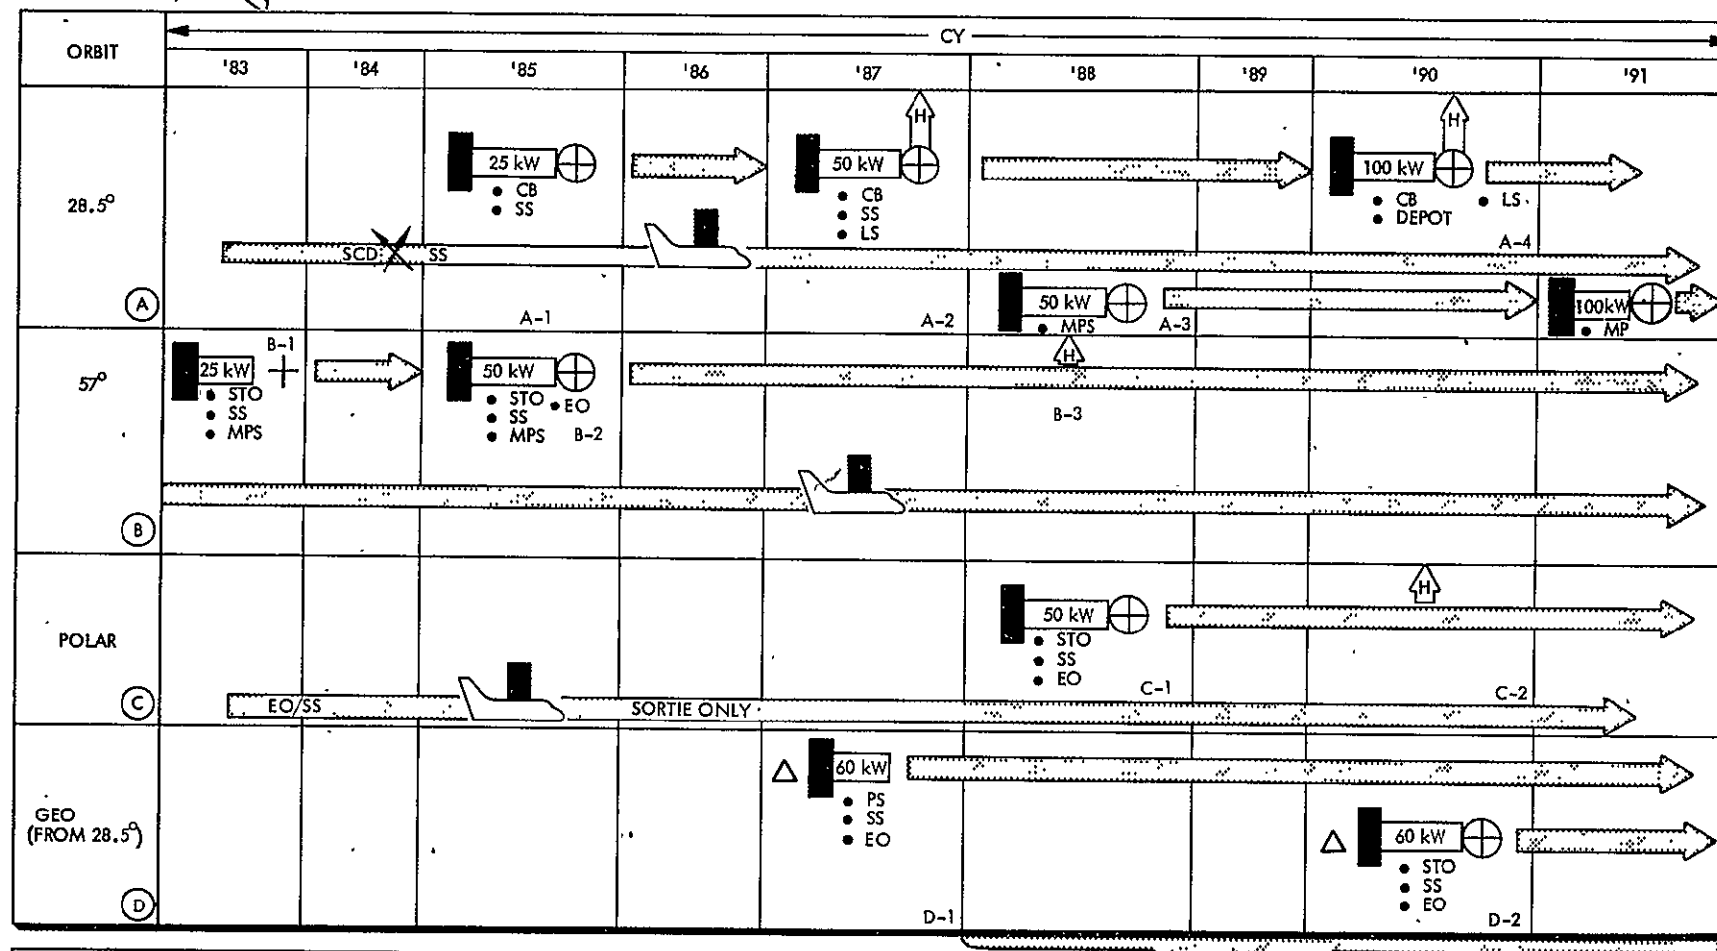 ORBIT
CY
'83 '84 '85 '86 '87 '88 '89 '90 '91
28.5°
25 kW
• CB
• SS
H
50 kW
• CB
• SS
• LS
H
100 kW
• CB • LS
• DEPOT
SCD SS
A-4
A
A-1
A-2
50 kW
• MPS
A-3
100kW
• MP
57°
B-1
25 kW
• STO
• SS
• MPS
50 kW
• STO • EO
• SS
• MPS B-2
H
B-3
B
POLAR
50 kW
• STO
• SS
• EO
C-1
H
C-2
EO/SS
SORTIE ONLY
C
GEO
(FROM 28.5°)
60 kW
• PS
• SS
• EO
D-1
60 kW
• STO
• SS
• EO
D-2
D